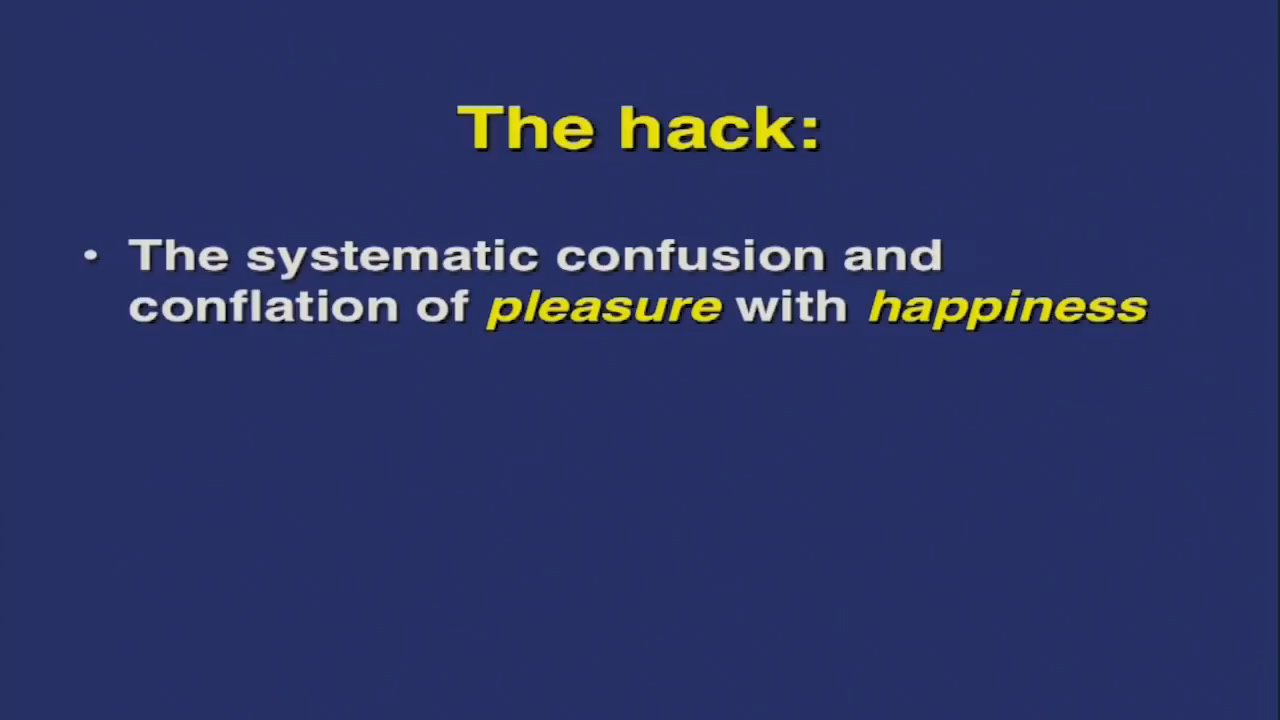 The hack:
• The systematic confusion and
conflation of pleasure with happiness